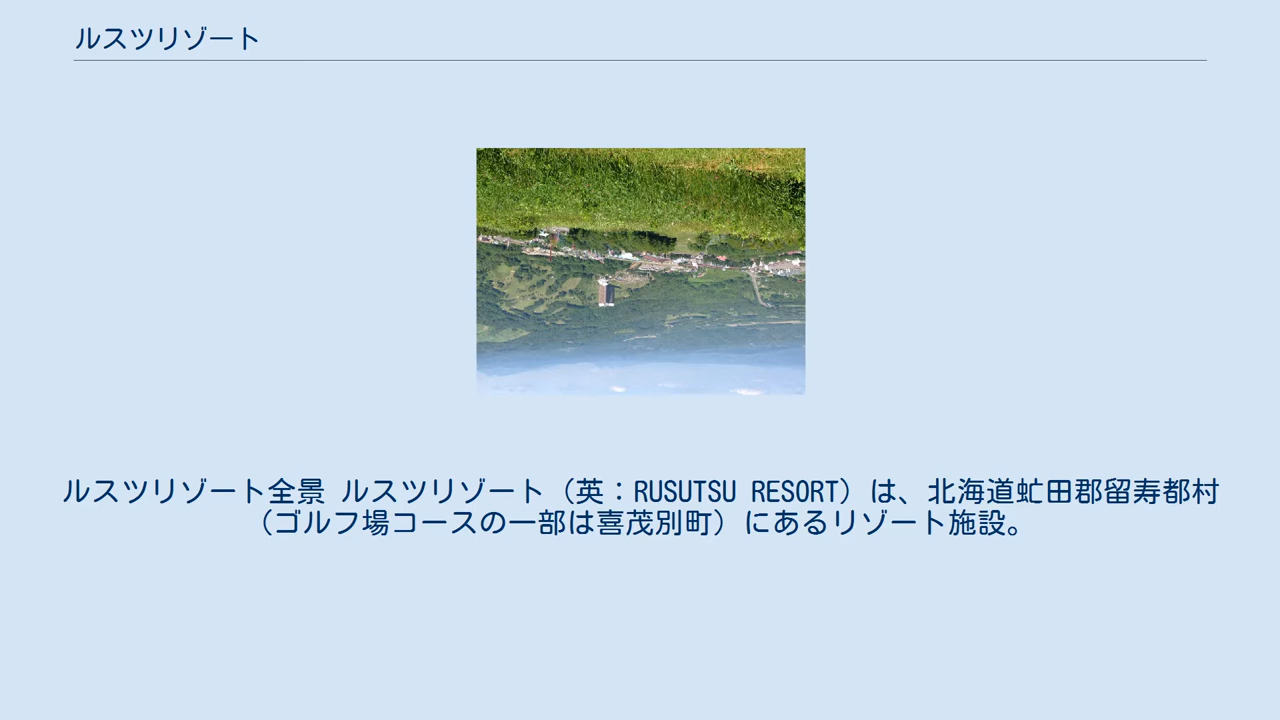 ルスツリゾート
ルスツリゾート全景 ルスツリゾート（英：RUSUTSU RESORT）は、北海道虻田郡留寿都村
（ゴルフ場コースの一部は喜茂別町）にあるリゾート施設。